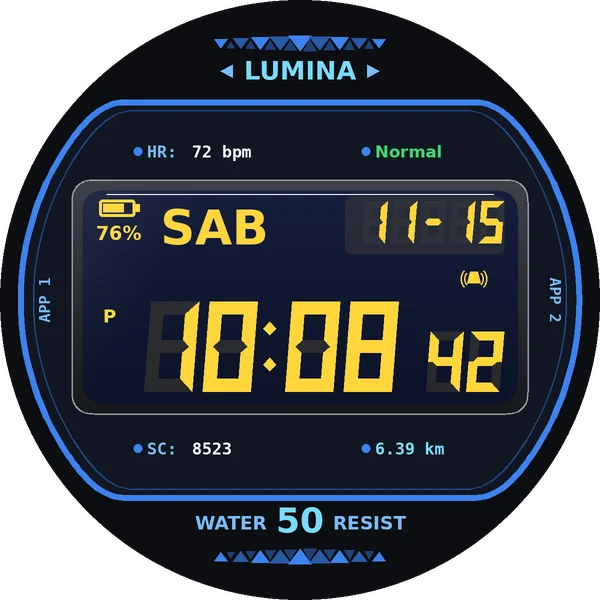 ◀ LUMINA ▶
HR: 72 bpm
Normal
76%
SAB
11-15
APP 1
APP 2
P
10:08 42
SC: 8523
6.39 km
WATER 50 RESIST